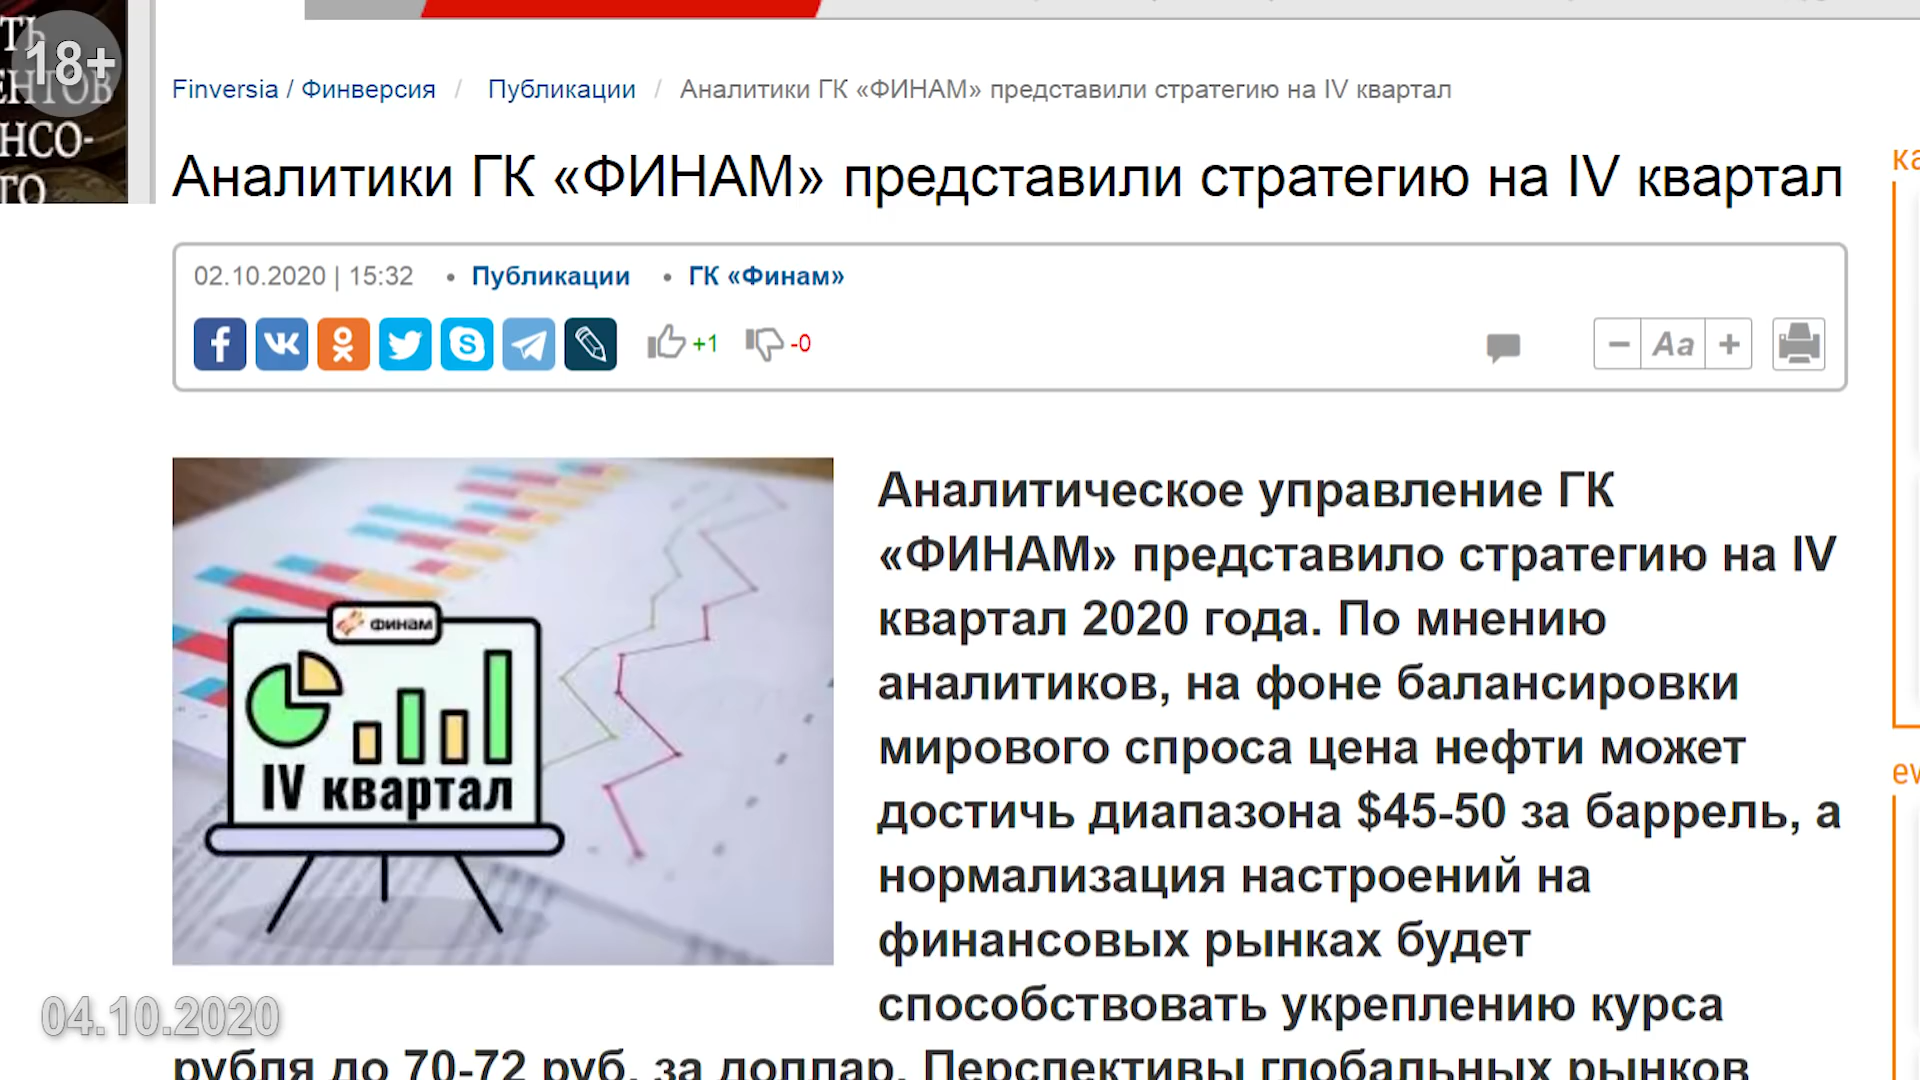 18+
НСО-
Finversia / Финверсия / Публикации / Аналитики ГК «ФИНАМ» представили стратегию на IV квартал
Аналитики ГК «ФИНАМ» представили стратегию на IV квартал
02.10.2020 | 15:32 • Публикации • ГК «Финам»
+1 -0
− Aa +
Аналитическое управление ГК
«ФИНАМ» представило стратегию на IV
квартал 2020 года. По мнению
аналитиков, на фоне балансировки
мирового спроса цена нефти может
достичь диапазона $45-50 за баррель, а
нормализация настроений на
финансовых рынках будет
способствовать укреплению курса
рубля до 70-72 руб. за доллар. Перспективы глобальных рынков
ФИНАМ
IV квартал
04.10.2020